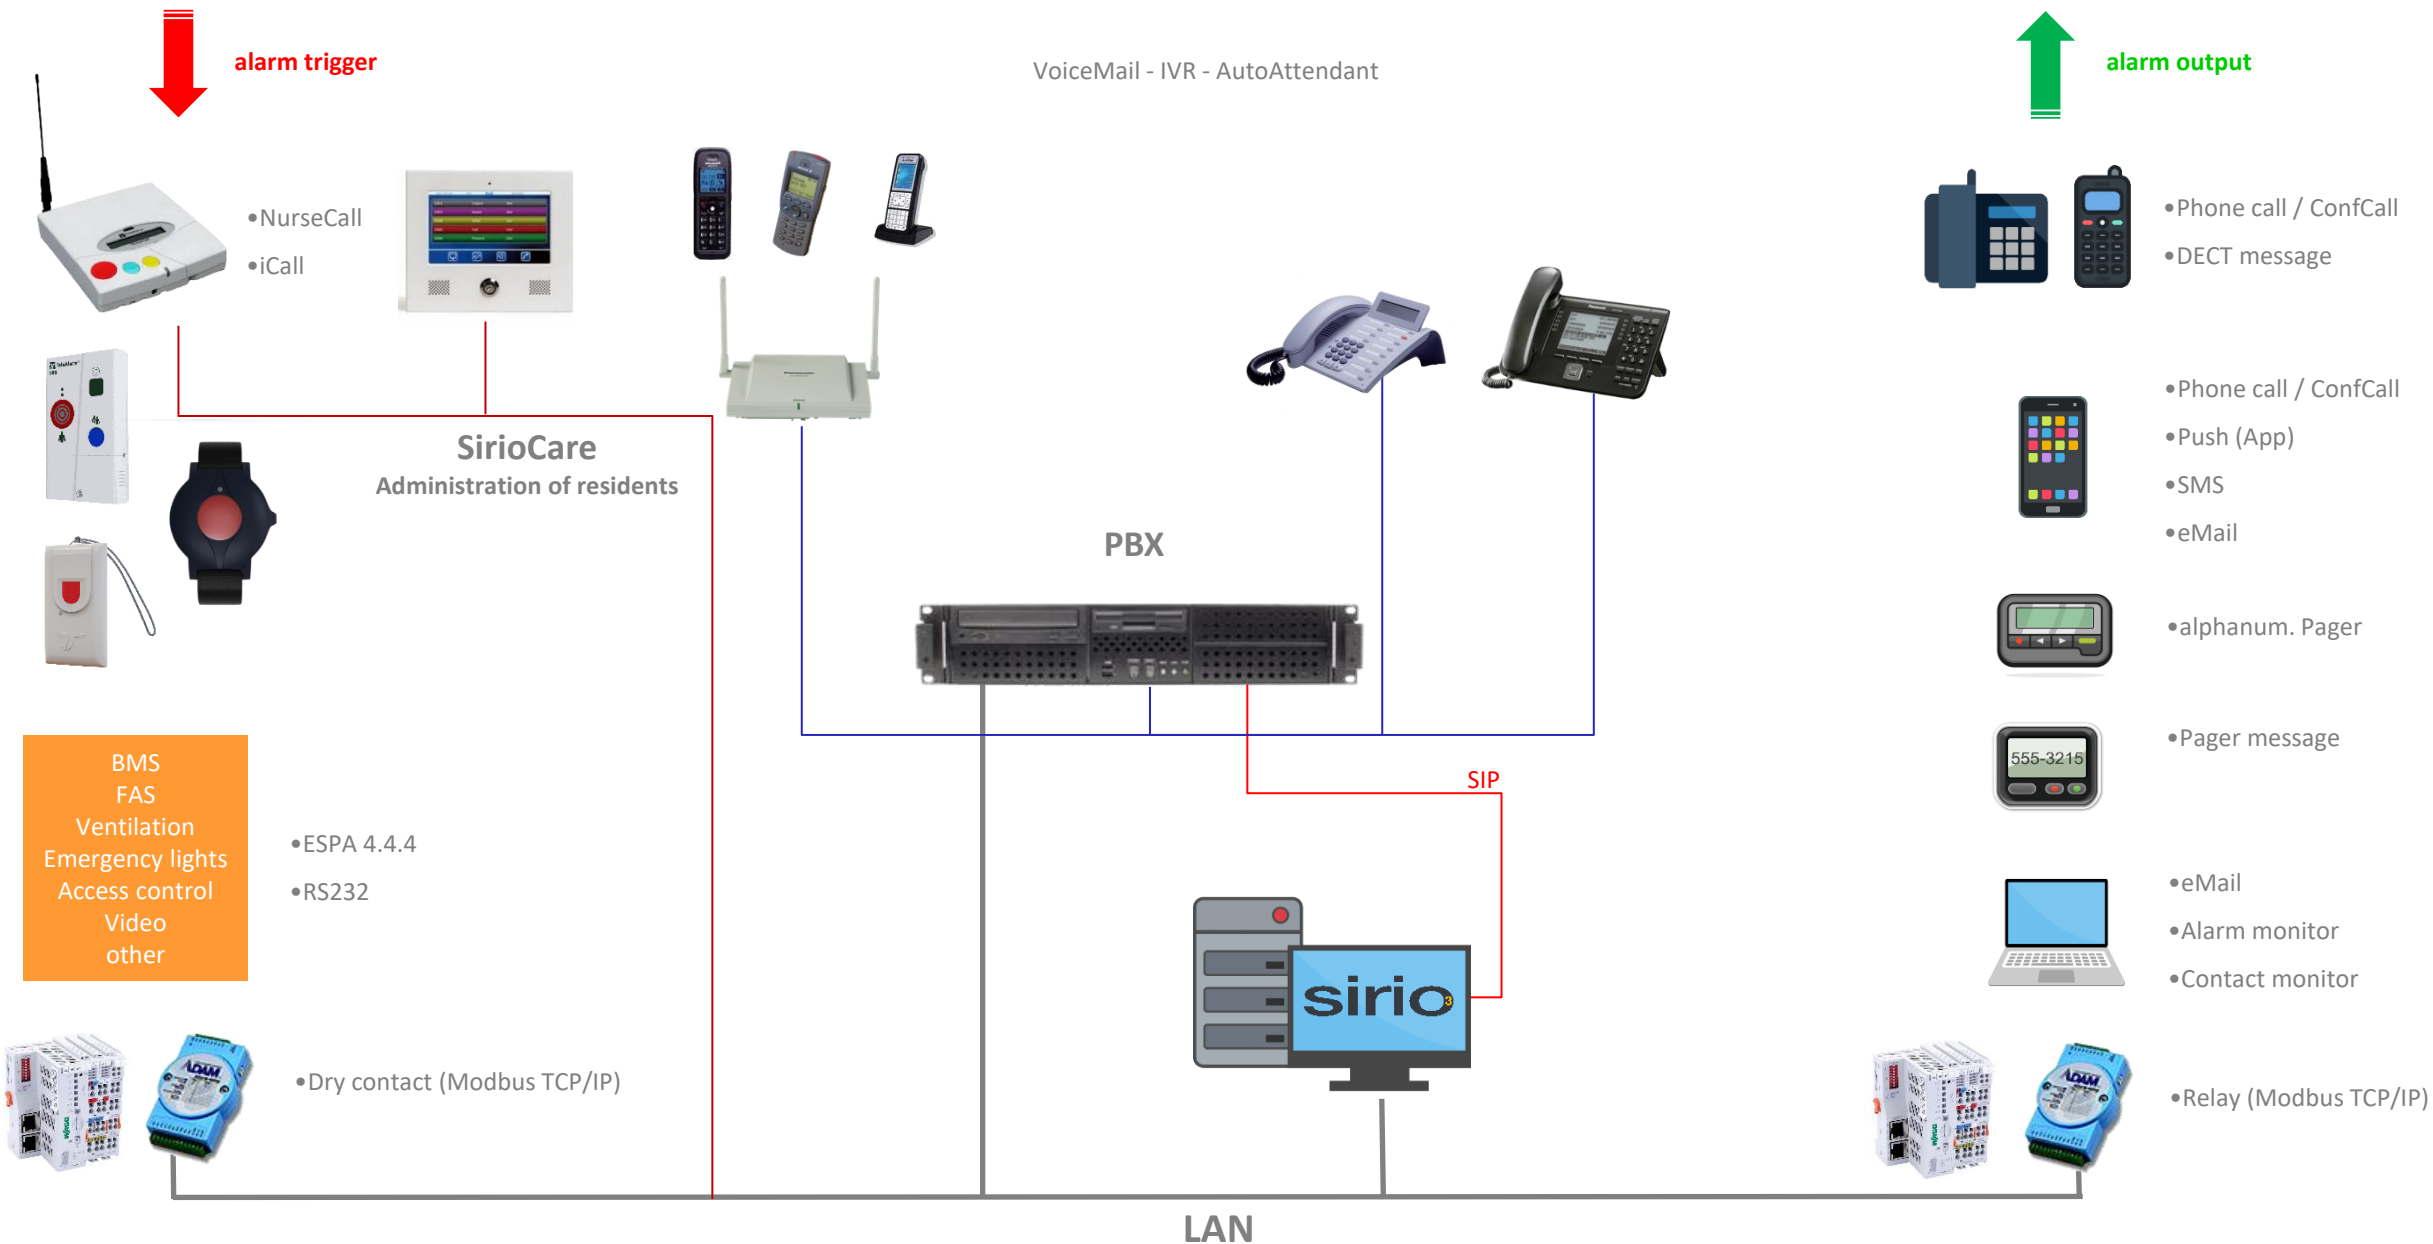 alarm trigger
VoiceMail - IVR - AutoAttendant
alarm output
•NurseCall
•iCall
•Phone call / ConfCall
•DECT message
SirioCare
Administration of residents
•Phone call / ConfCall
•Push (App)
•SMS
•eMail
PBX
•alphanum. Pager
•Pager message
555-3215
SIP
BMS
FAS
Ventilation
Emergency lights
Access control
Video
other
•ESPA 4.4.4
•RS232
•eMail
•Alarm monitor
•Contact monitor
sirio3
ADAM
•Dry contact (Modbus TCP/IP)
ADAM
•Relay (Modbus TCP/IP)
LAN